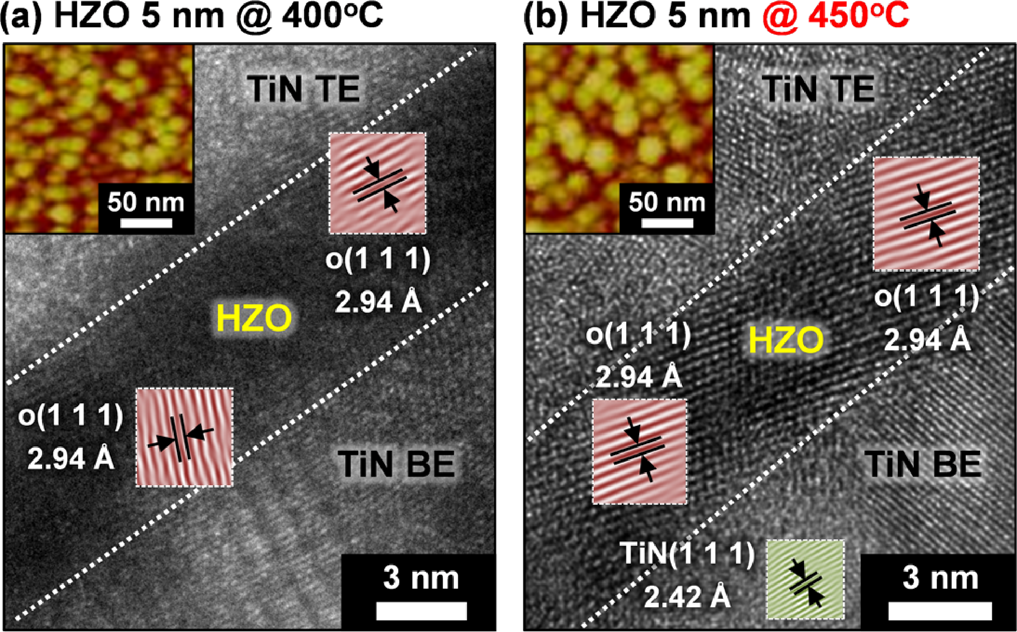 (a) HZO 5 nm @ 400°C
TiN TE
50 nm
o(1 1 1)
2.94 Å
HZO
o(1 1 1)
2.94 Å
TiN BE
3 nm
(b) HZO 5 nm @ 450°C
TiN TE
50 nm
o(1 1 1)
2.94 Å
o(1 1 1)
2.94 Å
HZO
TiN BE
TiN(1 1 1)
2.42 Å
3 nm